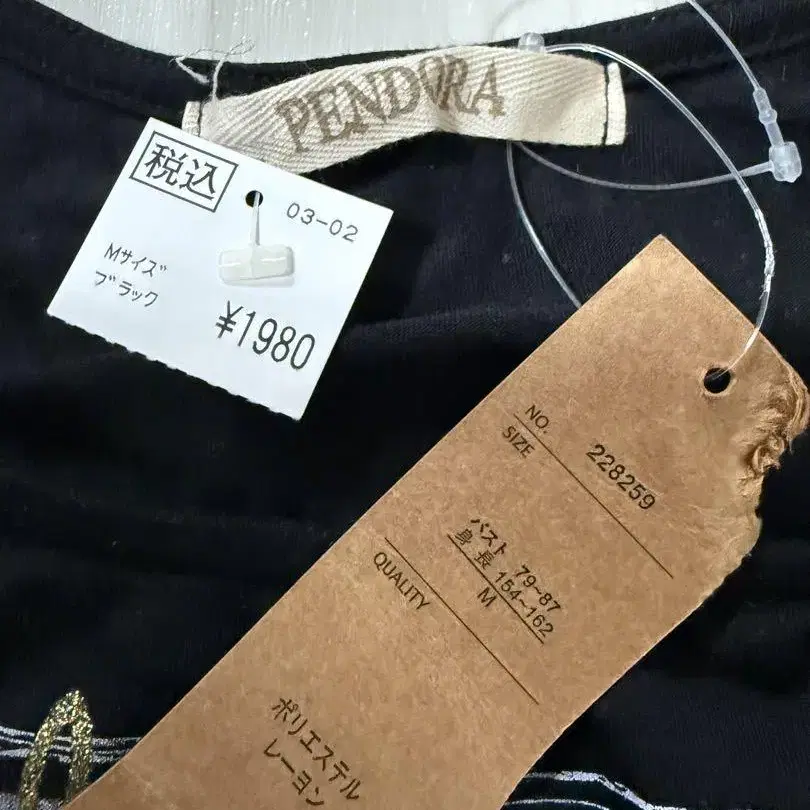 PENDORA
税込
03-02
Mサイズ
ブラック
¥1980
NO. 228259
SIZE
バスト 79~87
身長 154~162
M
QUALITY
ポリエステル
レーヨン